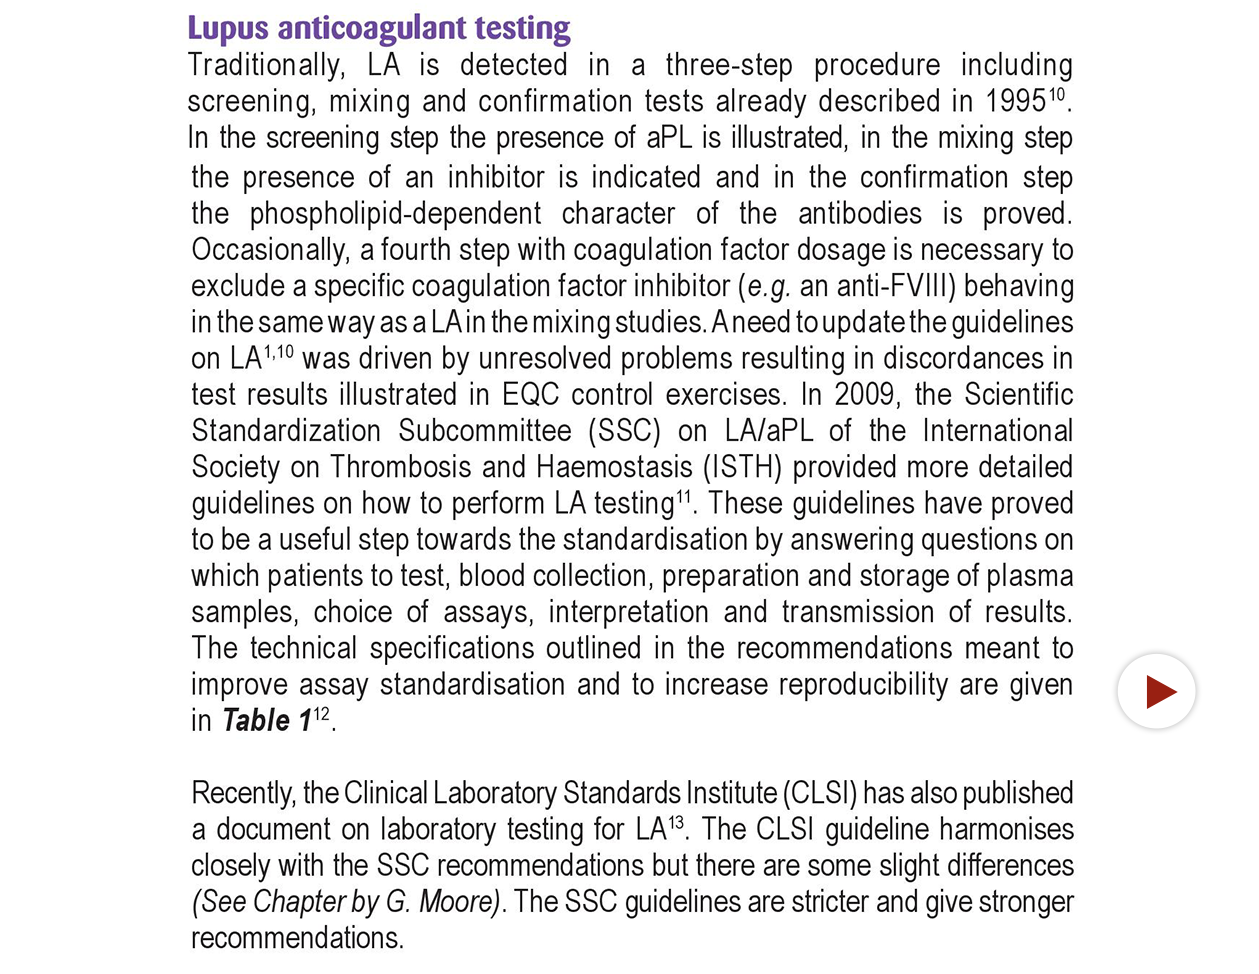 Lupus anticoagulant testing
Traditionally, LA is detected in a three-step procedure including
screening, mixing and confirmation tests already described in 1995¹⁰.
In the screening step the presence of aPL is illustrated, in the mixing step
the presence of an inhibitor is indicated and in the confirmation step
the phospholipid-dependent character of the antibodies is proved.
Occasionally, a fourth step with coagulation factor dosage is necessary to
exclude a specific coagulation factor inhibitor (e.g. an anti-FVIII) behaving
in the same way as a LA in the mixing studies. A need to update the guidelines
on LA¹,¹⁰ was driven by unresolved problems resulting in discordances in
test results illustrated in EQC control exercises. In 2009, the Scientific
Standardization Subcommittee (SSC) on LA/aPL of the International
Society on Thrombosis and Haemostasis (ISTH) provided more detailed
guidelines on how to perform LA testing¹¹. These guidelines have proved
to be a useful step towards the standardisation by answering questions on
which patients to test, blood collection, preparation and storage of plasma
samples, choice of assays, interpretation and transmission of results.
The technical specifications outlined in the recommendations meant to
improve assay standardisation and to increase reproducibility are given
in Table 1¹².
Recently, the Clinical Laboratory Standards Institute (CLSI) has also published
a document on laboratory testing for LA¹³. The CLSI guideline harmonises
closely with the SSC recommendations but there are some slight differences
(See Chapter by G. Moore). The SSC guidelines are stricter and give stronger
recommendations.